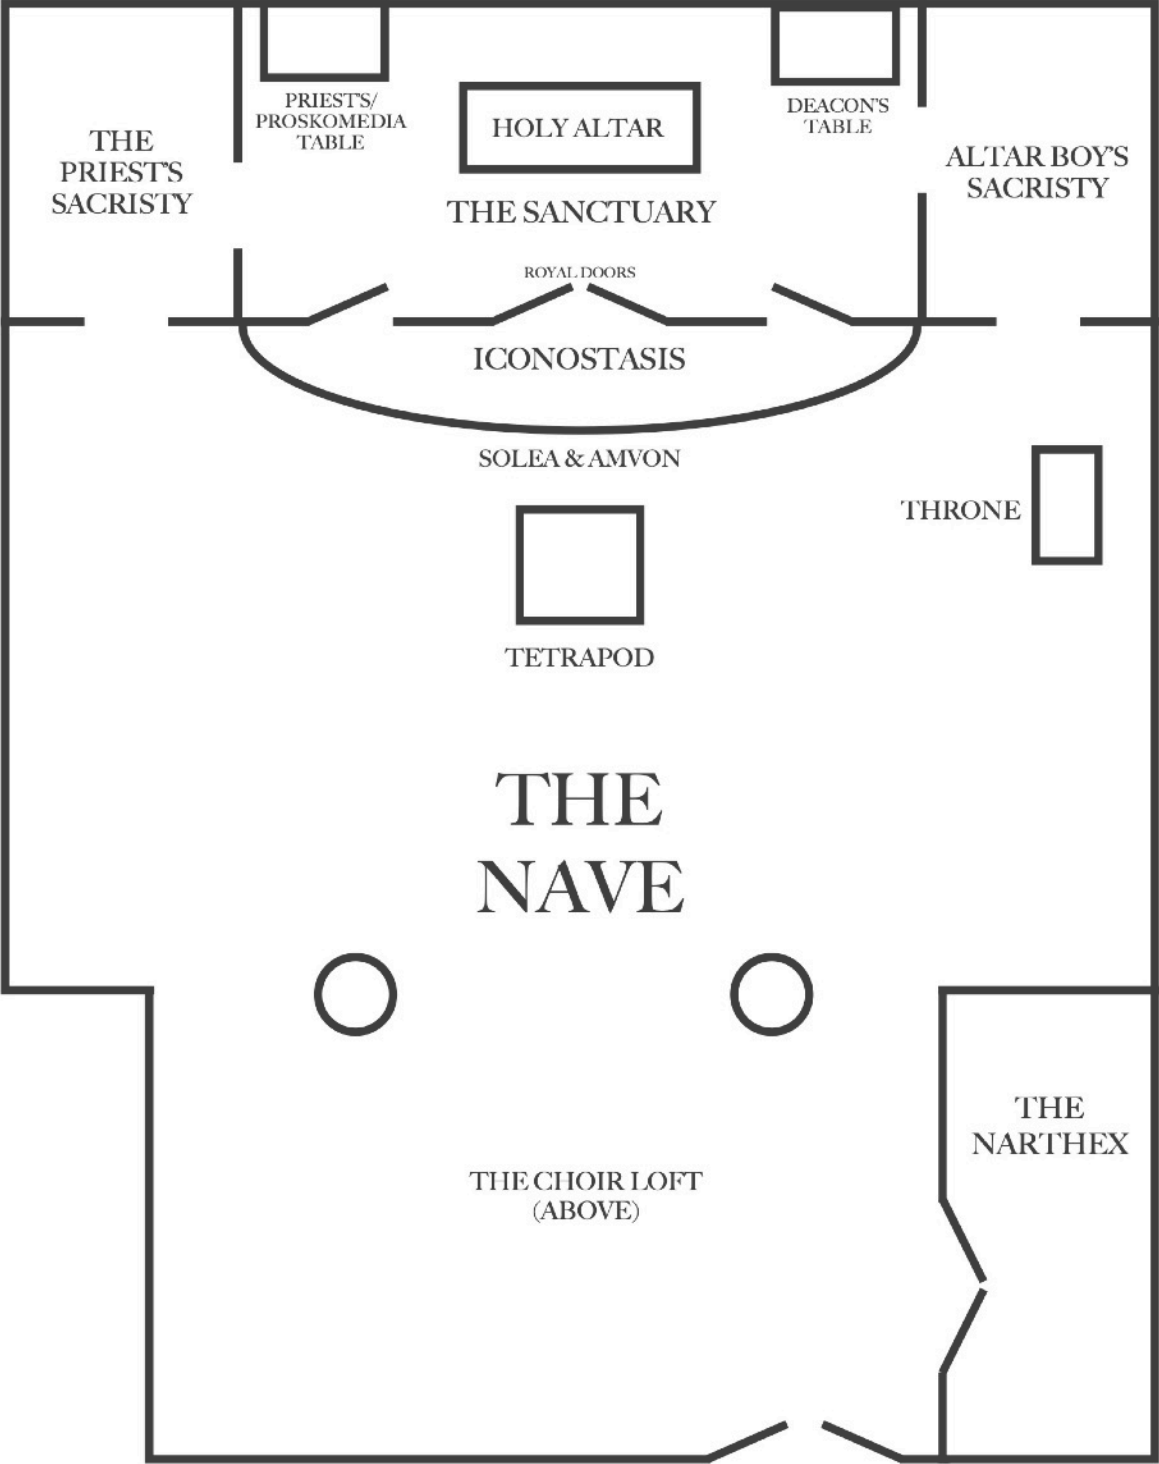 PRIEST'S/
PROSKOMEDIA
TABLE
DEACON'S
TABLE
HOLY ALTAR
THE
PRIEST'S
SACRISTY
ALTAR BOY'S
SACRISTY
THE SANCTUARY
ROYAL DOORS
ICONOSTASIS
SOLEA & AMVON
THRONE
TETRAPOD
THE
NAVE
THE
NARTHEX
THE CHOIR LOFT
(ABOVE)